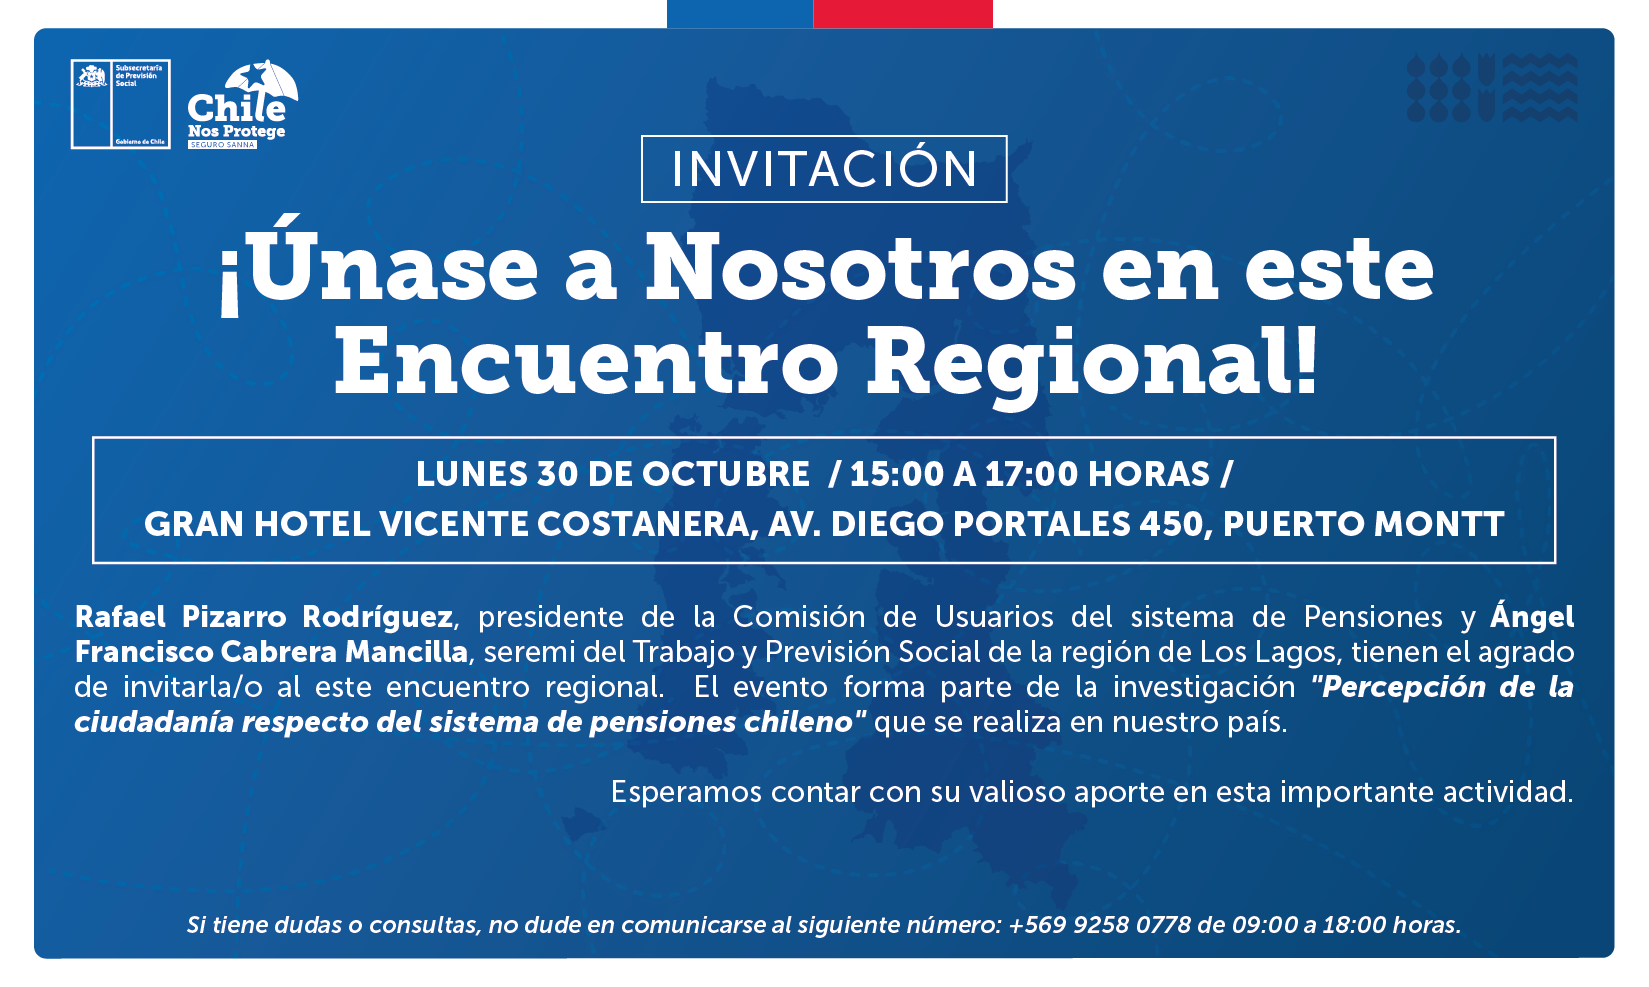 Subsecretaría
de Previsión
Social
Gobierno de Chile
Chile
Nos Protege
SEGURO SANNA
INVITACIÓN
¡Únase a Nosotros en este
Encuentro Regional!
LUNES 30 DE OCTUBRE / 15:00 A 17:00 HORAS /
GRAN HOTEL VICENTE COSTANERA, AV. DIEGO PORTALES 450, PUERTO MONTT
Rafael Pizarro Rodríguez, presidente de la Comisión de Usuarios del sistema de Pensiones y Ángel
Francisco Cabrera Mancilla, seremi del Trabajo y Previsión Social de la región de Los Lagos, tienen el agrado
de invitarla/o al este encuentro regional. El evento forma parte de la investigación "Percepción de la
ciudadanía respecto del sistema de pensiones chileno" que se realiza en nuestro país.
Esperamos contar con su valioso aporte en esta importante actividad.
Si tiene dudas o consultas, no dude en comunicarse al siguiente número: +569 9258 0778 de 09:00 a 18:00 horas.